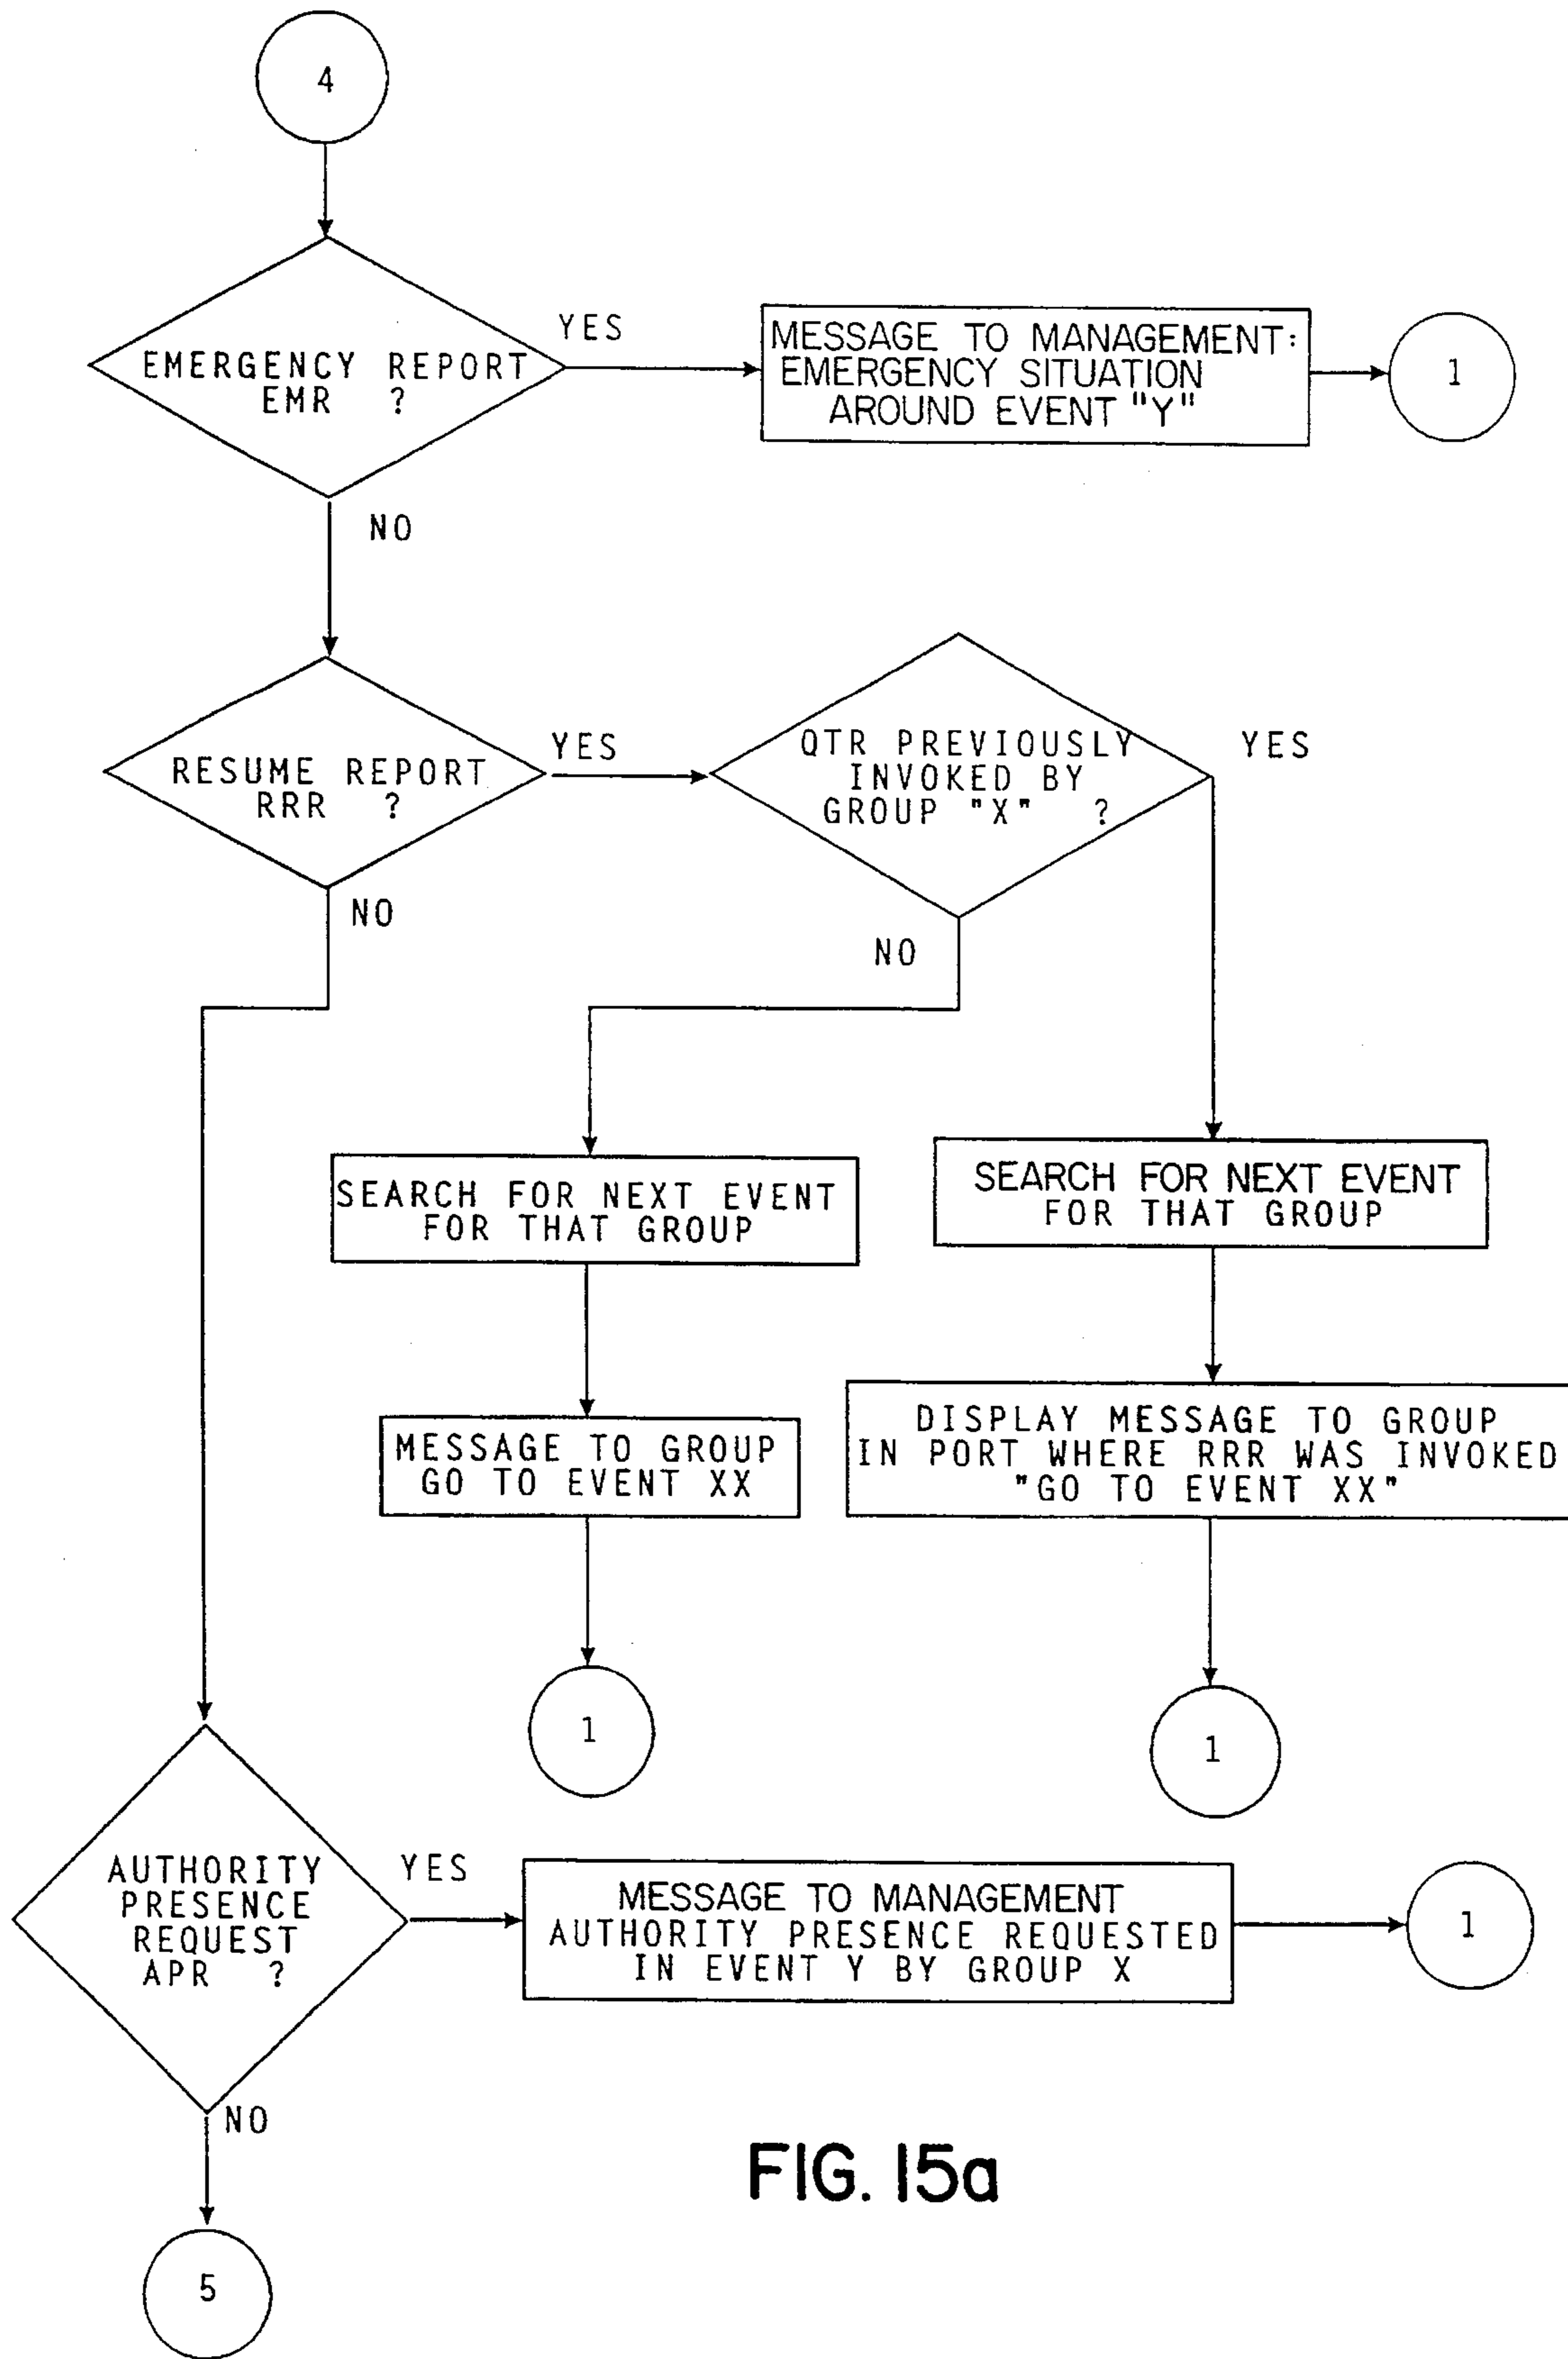 4
EMERGENCY REPORT
EMR ?
YES
MESSAGE TO MANAGEMENT:
EMERGENCY SITUATION
AROUND EVENT "Y"
1
NO
RESUME REPORT
RRR ?
YES
QTR PREVIOUSLY
INVOKED BY
GROUP "X" ?
YES
NO
NO
SEARCH FOR NEXT EVENT
FOR THAT GROUP
SEARCH FOR NEXT EVENT
FOR THAT GROUP
MESSAGE TO GROUP
GO TO EVENT XX
DISPLAY MESSAGE TO GROUP
IN PORT WHERE RRR WAS INVOKED
"GO TO EVENT XX"
1
1
AUTHORITY
PRESENCE
REQUEST
APR ?
YES
MESSAGE TO MANAGEMENT
AUTHORITY PRESENCE REQUESTED
IN EVENT Y BY GROUP X
1
NO
5
FIG. 15a